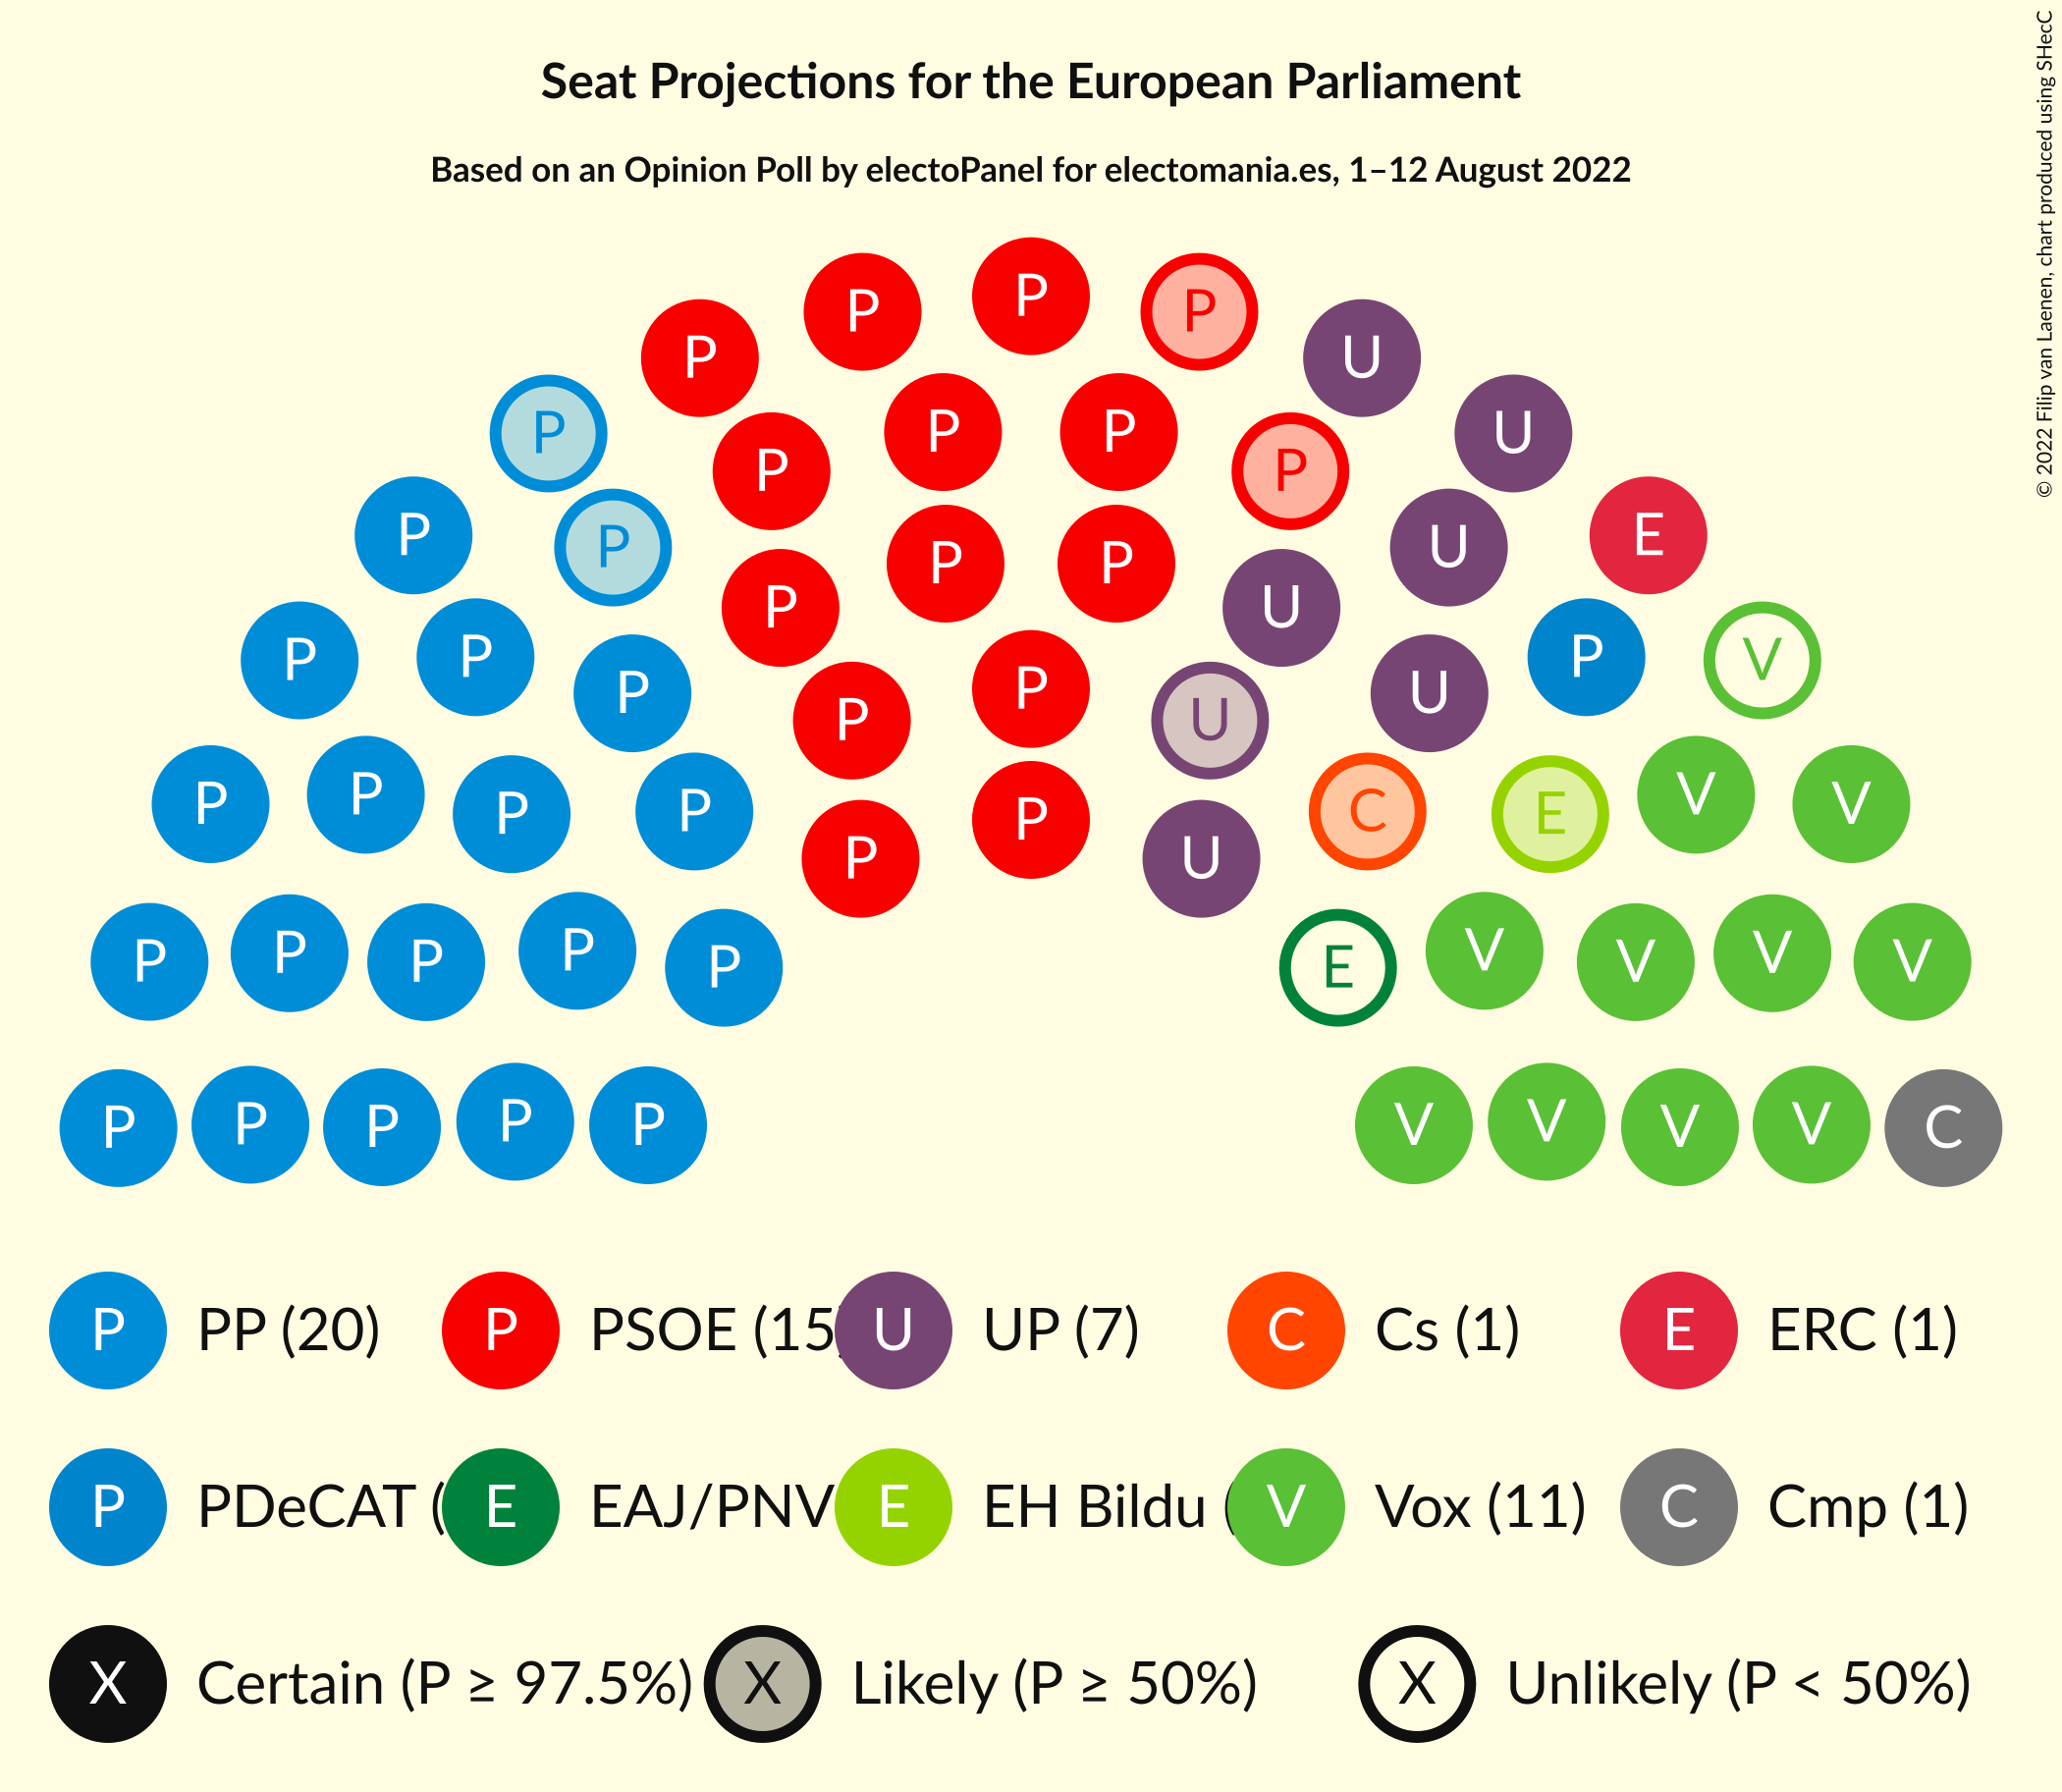 Seat Projections for the European Parliament
Based on an Opinion Poll by electoPanel for electomania.es, 1–12 August 2022
© 2022 Filip van Laenen, chart produced using SHecC
P P P
P U
P P P U
P P
P U E
P P P
P U
P P P V
P P U
P U
P P P P P C E V V
P U
P P P P P E V V V V
P P P P P V V V V C
P PP (20) P PSOE (15 U UP (7) C Cs (1) E ERC (1)
P PDeCAT ( E EAJ/PNV E EH Bildu ( V Vox (11) C Cmp (1)
X Certain (P ≥ 97.5%) X Likely (P ≥ 50%) X Unlikely (P < 50%)